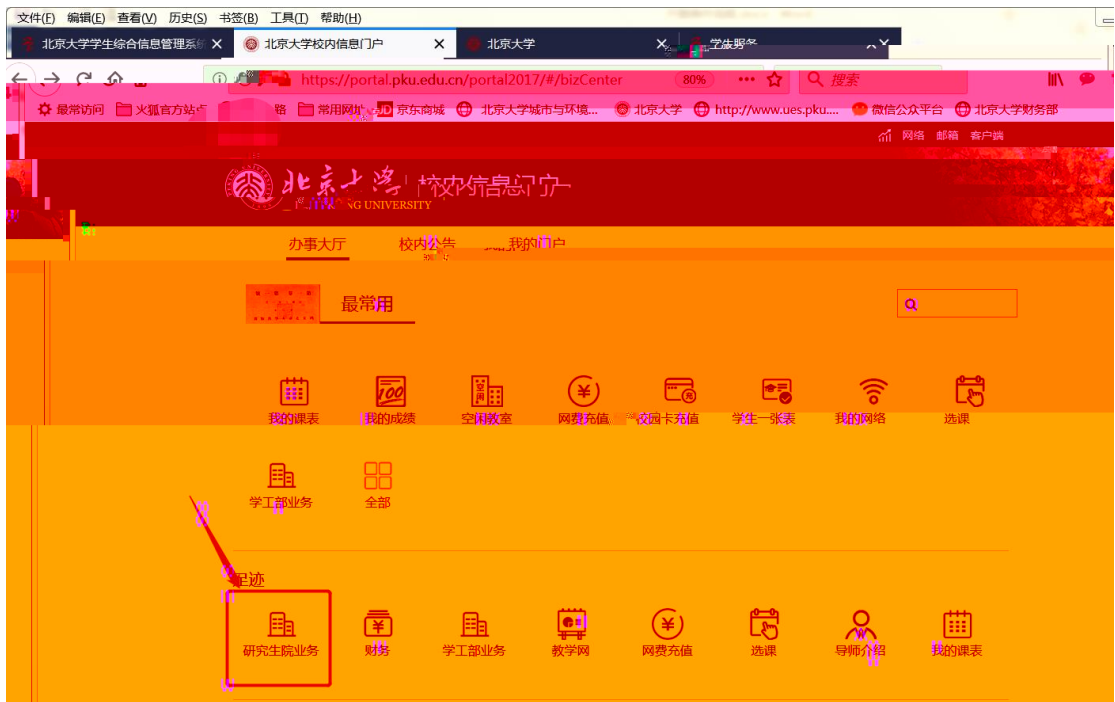 文件(F) 编辑(E) 查看(V) 历史(S) 书签(B) 工具(T) 帮助(H)
北京大学学生综合信息管理系统 北京大学校内信息门户 北京大学
https://portal.pku.edu.cn/portal2017/#/bizCenter 80% 搜索
最常访问 火狐官方站点 常用网址 JD 京东商城 北京大学城市与环境... 北京大学 http://www.ues.pku.... 微信公众平台 北京大学财务部
网络 邮箱 客户端
北京大学 校内信息门户
UNIVERSITY
办事大厅 校内公告 我的门户
最常用
我的课表 我的成绩 空闲教室 网费充值 校园卡充值 学生一张表 我的网络 选课
学工部业务 全部
足迹
研究生院业务 财务 学工部业务 教学网 网费充值 选课 导师介绍 我的课表